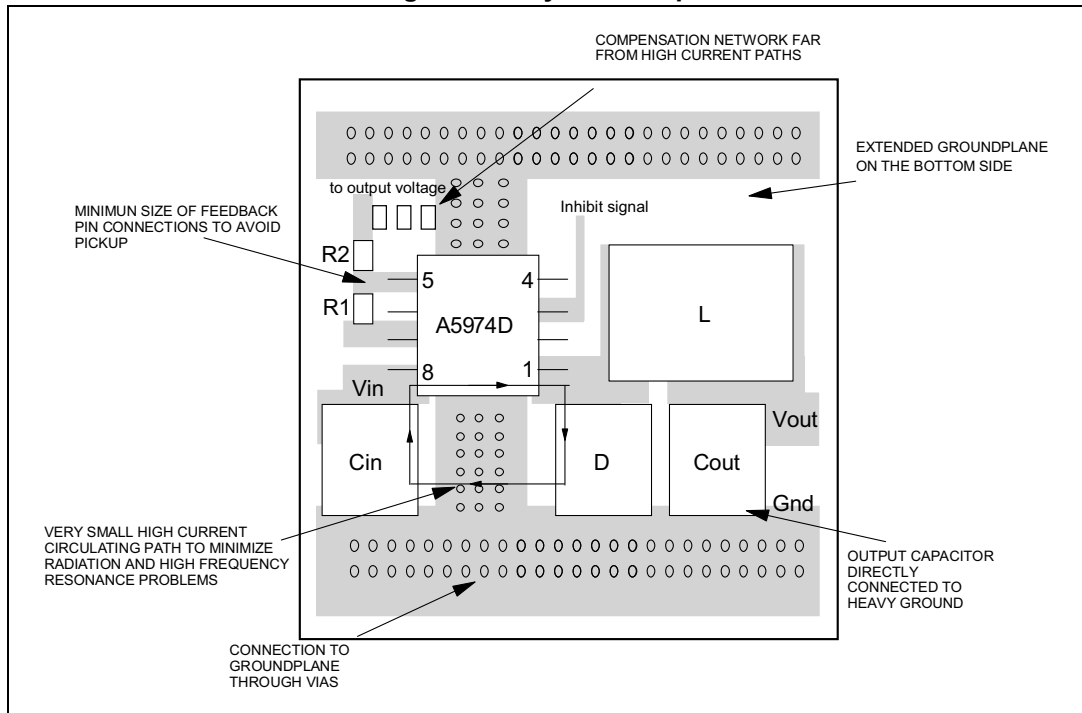 COMPENSATION NETWORK FAR
FROM HIGH CURRENT PATHS
EXTENDED GROUNDPLANE
ON THE BOTTOM SIDE
to output voltage
Inhibit signal
MINIMUN SIZE OF FEEDBACK
PIN CONNECTIONS TO AVOID
PICKUP
R2
5
4
R1
A5974D
L
8
1
Vin
Vout
Cin
D
Cout
Gnd
VERY SMALL HIGH CURRENT
CIRCULATING PATH TO MINIMIZE
RADIATION AND HIGH FREQUENCY
RESONANCE PROBLEMS
OUTPUT CAPACITOR
DIRECTLY
CONNECTED TO
HEAVY GROUND
CONNECTION TO
GROUNDPLANE
THROUGH VIAS